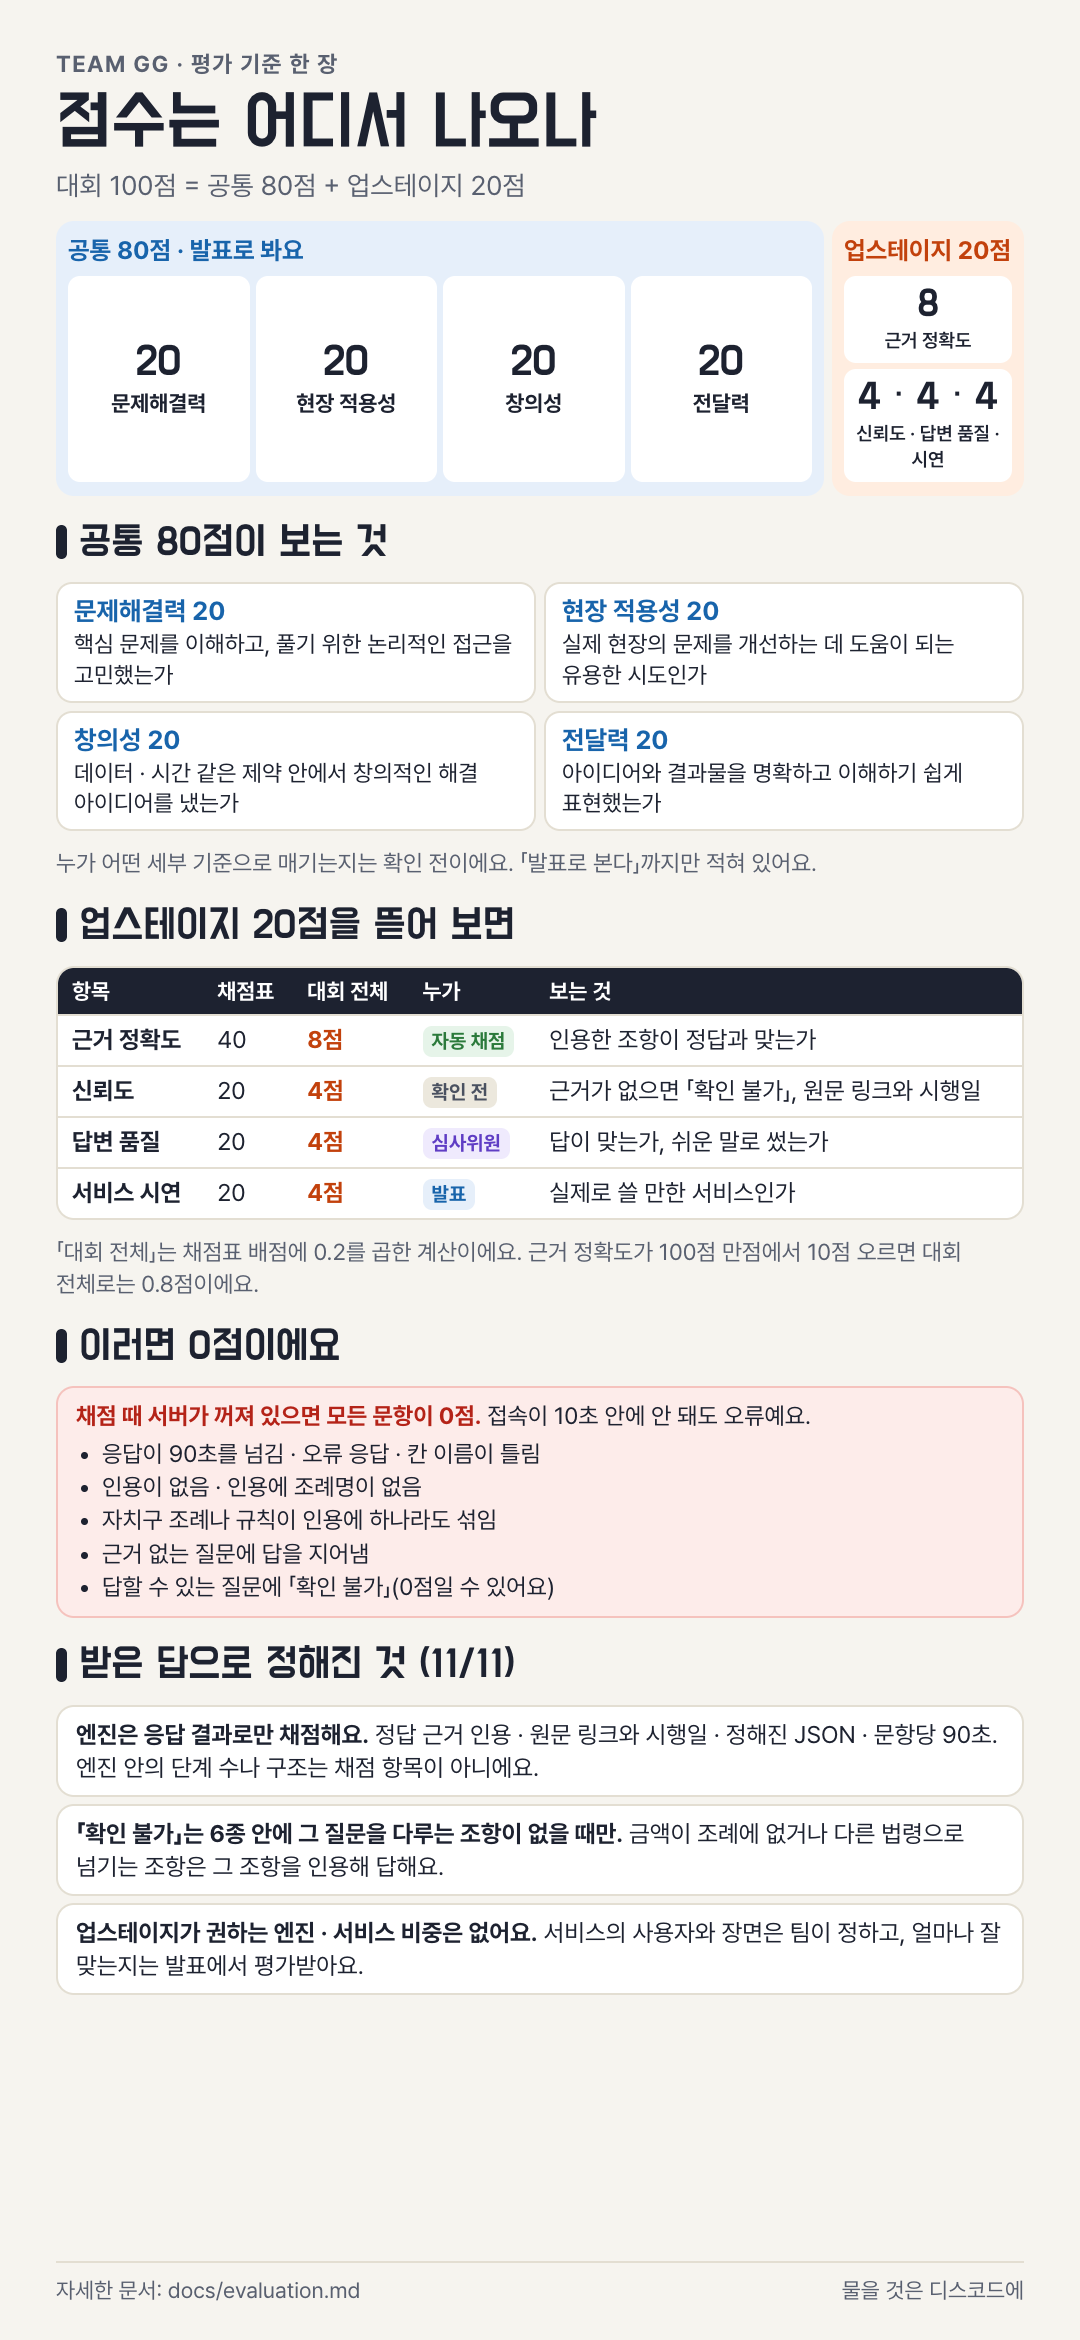 TEAM GG · 평가 기준 한 장
점수는 어디서 나오나
대회 100점 = 공통 80점 + 업스테이지 20점
공통 80점 · 발표로 봐요
20
문제해결력
20
현장 적용성
20
창의성
20
전달력
업스테이지 20점
8
근거 정확도
4 · 4 · 4
신뢰도 · 답변 품질 ·
시연
공통 80점이 보는 것
문제해결력 20
핵심 문제를 이해하고, 풀기 위한 논리적인 접근을
고민했는가
현장 적용성 20
실제 현장의 문제를 개선하는 데 도움이 되는
유용한 시도인가
창의성 20
데이터 · 시간 같은 제약 안에서 창의적인 해결
아이디어를 냈는가
전달력 20
아이디어와 결과물을 명확하고 이해하기 쉽게
표현했는가
누가 어떤 세부 기준으로 매기는지는 확인 전이에요. 「발표로 본다」까지만 적혀 있어요.
업스테이지 20점을 뜯어 보면
항목 채점표 대회 전체 누가 보는 것
근거 정확도 40 8점 자동 채점 인용한 조항이 정답과 맞는가
신뢰도 20 4점 확인 전 근거가 없으면 「확인 불가」, 원문 링크와 시행일
답변 품질 20 4점 심사위원 답이 맞는가, 쉬운 말로 썼는가
서비스 시연 20 4점 발표 실제로 쓸 만한 서비스인가
「대회 전체」는 채점표 배점에 0.2를 곱한 계산이에요. 근거 정확도가 100점 만점에서 10점 오르면 대회
전체로는 0.8점이에요.
이러면 0점이에요
채점 때 서버가 꺼져 있으면 모든 문항이 0점. 접속이 10초 안에 안 돼도 오류예요.
• 응답이 90초를 넘김 · 오류 응답 · 칸 이름이 틀림
• 인용이 없음 · 인용에 조례명이 없음
• 자치구 조례나 규칙이 인용에 하나라도 섞임
• 근거 없는 질문에 답을 지어냄
• 답할 수 있는 질문에 「확인 불가」(0점일 수 있어요)
받은 답으로 정해진 것 (11/11)
엔진은 응답 결과로만 채점해요. 정답 근거 인용 · 원문 링크와 시행일 · 정해진 JSON · 문항당 90초.
엔진 안의 단계 수나 구조는 채점 항목이 아니에요.
「확인 불가」는 6종 안에 그 질문을 다루는 조항이 없을 때만. 금액이 조례에 없거나 다른 법령으로
넘기는 조항은 그 조항을 인용해 답해요.
업스테이지가 권하는 엔진 · 서비스 비중은 없어요. 서비스의 사용자와 장면은 팀이 정하고, 얼마나 잘
맞는지는 발표에서 평가받아요.
자세한 문서: docs/evaluation.md
물을 것은 디스코드에